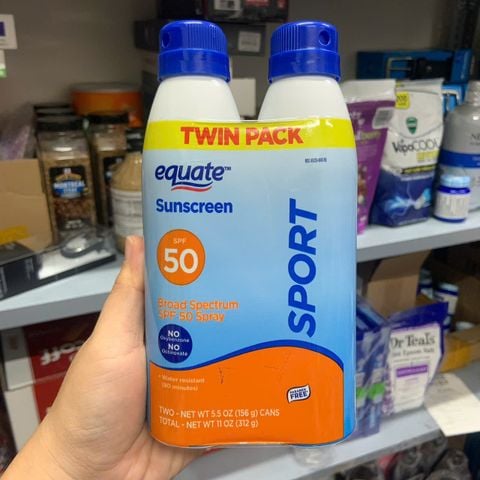 TWIN PACK
equate™
Sunscreen
SPF
50
Broad Spectrum
SPF 50 Spray
NO
Oxybenzone
NO
Octinoxate
• Water resistant
(80 minutes)
SPORT
FREE
TWO - NET WT 5.5 OZ (156 g) CANS
TOTAL - NET WT 11 OZ (312 g)
MONTREAL
STEAK
VapoCOOL
Dr Teal's